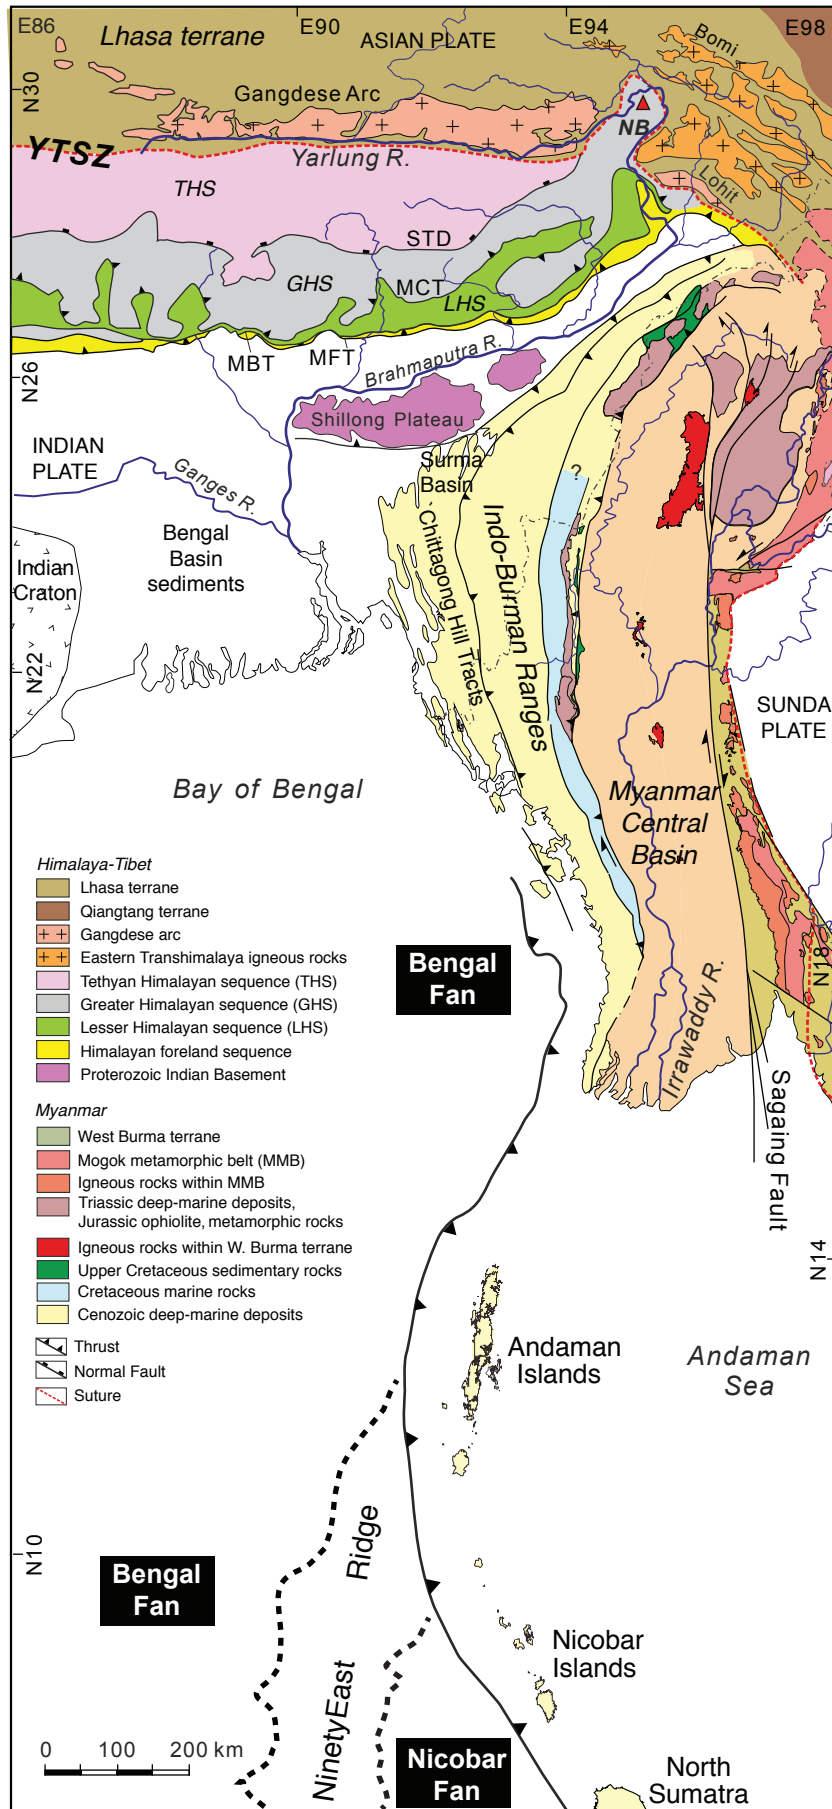 E86
E90
E94
E98
Lhasa terrane
ASIAN PLATE
Bomi
N30
Gangdese Arc
NB
YTSZ
Yarlung R.
Lohit
THS
STD
GHS
MCT
LHS
MBT
MFT
Brahmaputra R.
N26
Shillong Plateau
INDIAN
PLATE
Ganges R.
Surma
Basin
?
Bengal
Basin
sediments
Indian
Craton
Chittagong Hill Tracts
Indo-Burman Ranges
N22
SUNDA
PLATE
Bay of Bengal
Myanmar
Central
Basin
Himalaya-Tibet
Lhasa terrane
Qiangtang terrane
Gangdese arc
Eastern Transhimalaya igneous rocks
Tethyan Himalayan sequence (THS)
Greater Himalayan sequence (GHS)
Lesser Himalayan sequence (LHS)
Himalayan foreland sequence
Proterozoic Indian Basement
Bengal
Fan
N18
Irrawaddy R.
Sagaing Fault
Myanmar
West Burma terrane
Mogok metamorphic belt (MMB)
Igneous rocks within MMB
Triassic deep-marine deposits,
Jurassic ophiolite, metamorphic rocks
Igneous rocks within W. Burma terrane
Upper Cretaceous sedimentary rocks
Cretaceous marine rocks
Cenozoic deep-marine deposits
Thrust
Normal Fault
Suture
N14
Andaman
Islands
Andaman
Sea
N10
Bengal
Fan
NinetyEast
Ridge
Nicobar
Islands
0 100 200 km
Nicobar
Fan
North
Sumatra